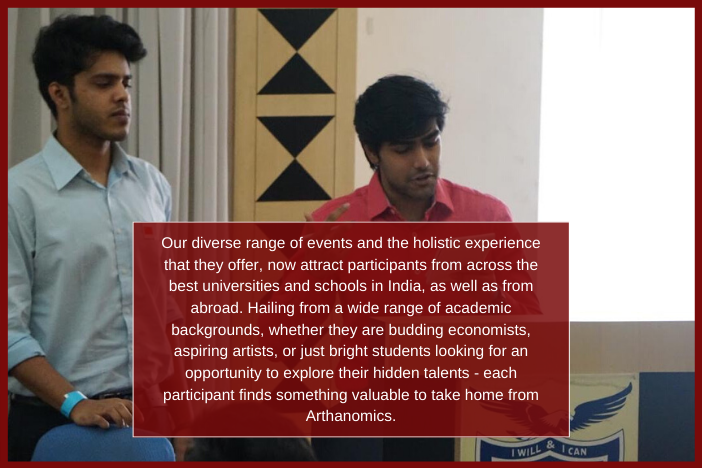 Our diverse range of events and the holistic experience
that they offer, now attract participants from across the
best universities and schools in India, as well as from
abroad. Hailing from a wide range of academic
backgrounds, whether they are budding economists,
aspiring artists, or just bright students looking for an
opportunity to explore their hidden talents - each
participant finds something valuable to take home from
Arthanomics.
I WILL & I CAN